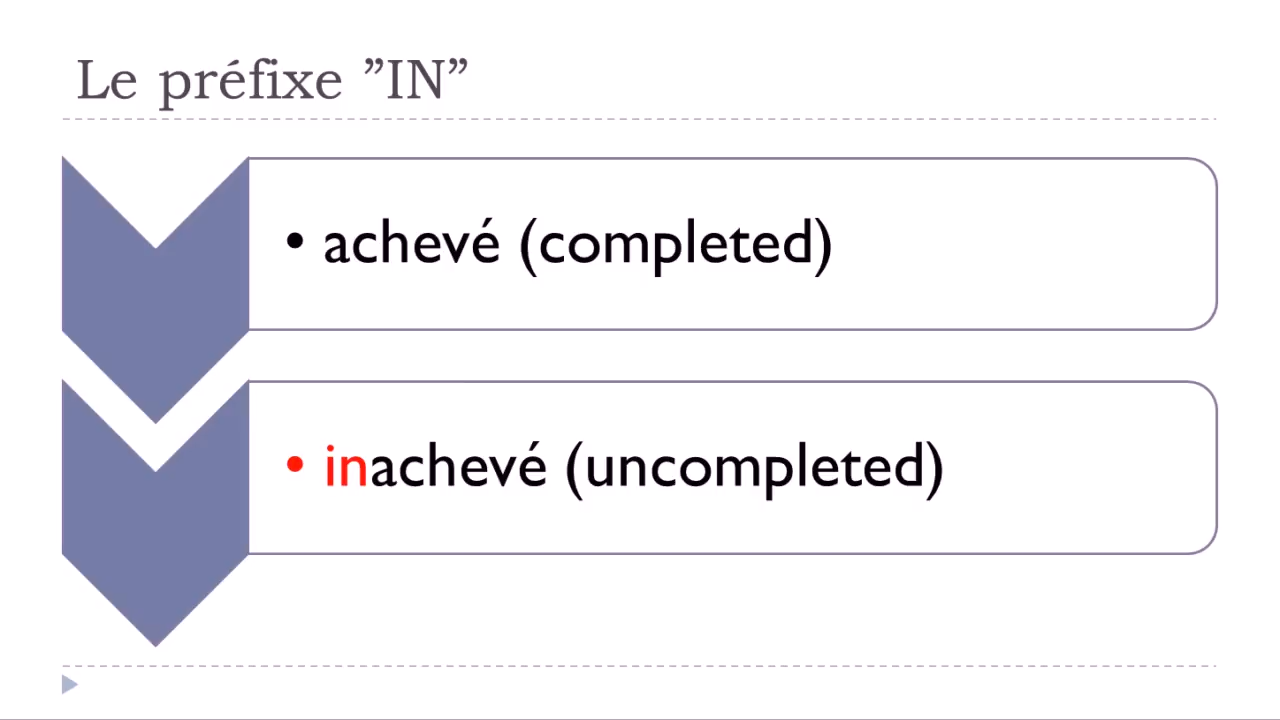 Le préfixe ”IN”
• achevé (completed)
• inachevé (uncompleted)